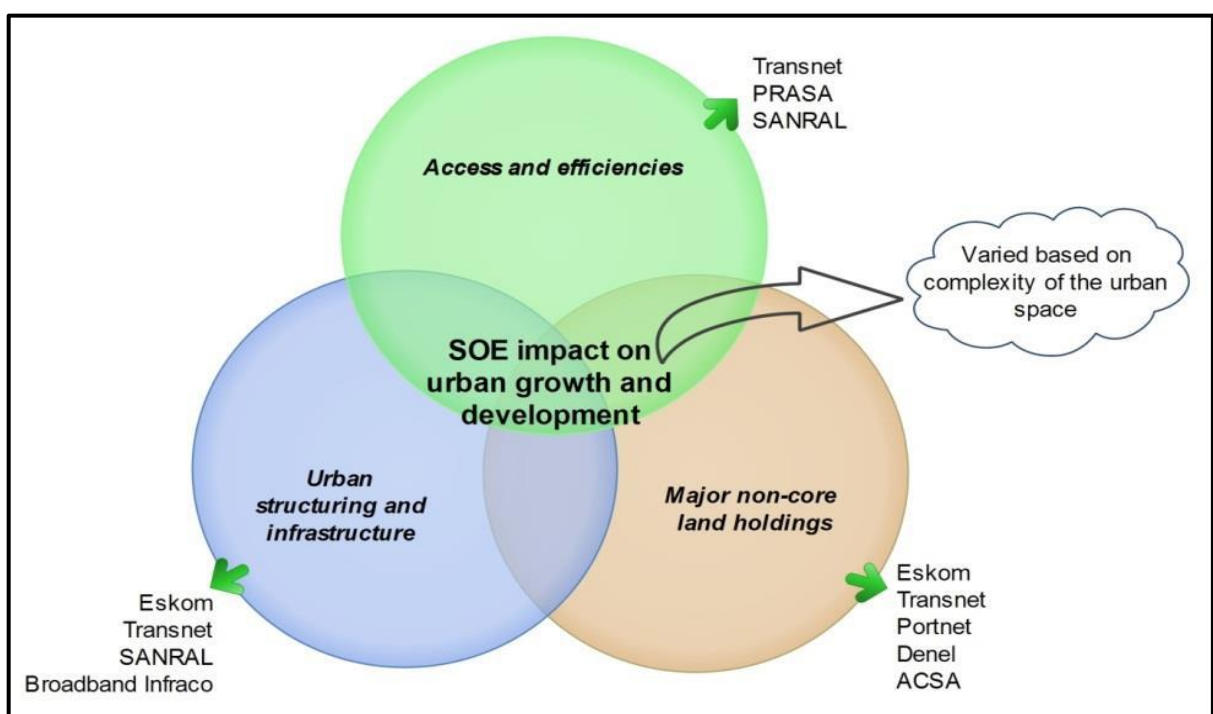 Transnet
PRASA
SANRAL
Access and efficiencies
Varied based on
complexity of the urban
space
SOE impact on
urban growth and
development
Urban
structuring and
infrastructure
Major non-core
land holdings
Eskom
Transnet
SANRAL
Broadband Infraco
Eskom
Transnet
Portnet
Denel
ACSA